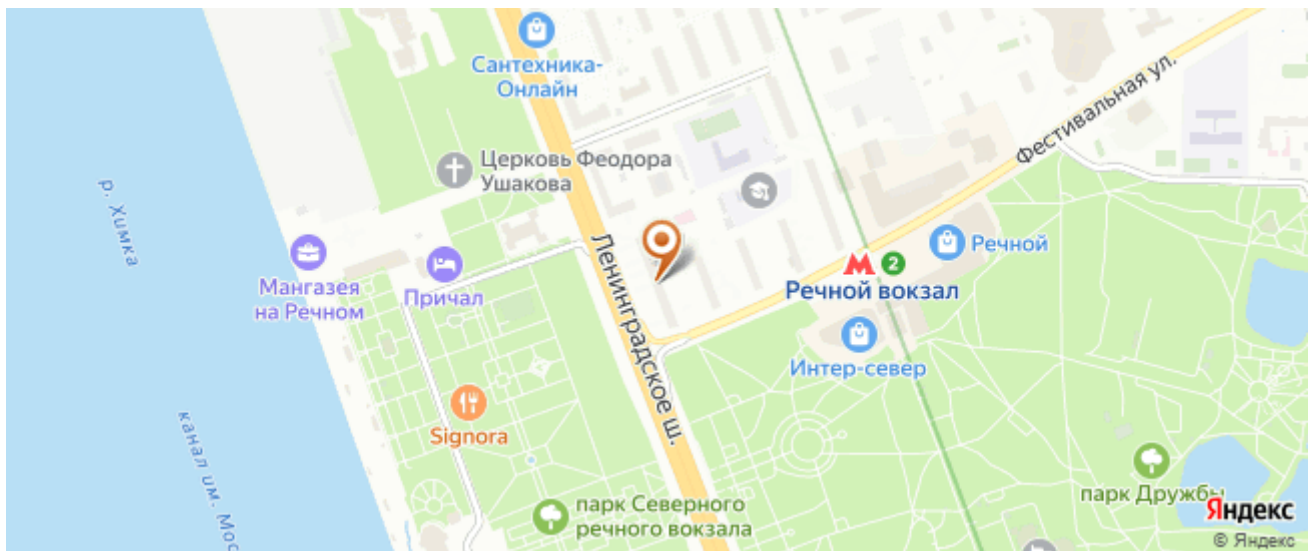 Сантехника-
Онлайн
Фестивальная ул.
Церковь Феодора
Ушакова
р. Химка
Ленинградское ш.
Речной
М 2
Речной вокзал
Мангазея
на Речном
Причал
Интер-север
Signora
канал им. Мос
парк Северного
речного вокзала
парк Дружбы
Яндекс
© Яндекс